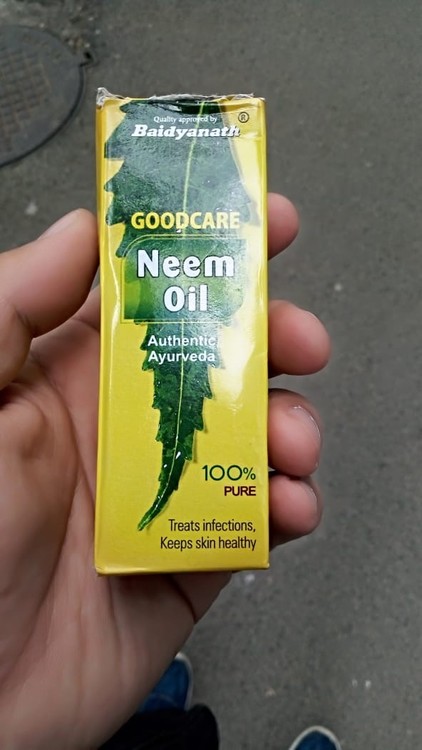 Quality approved by
Baidyanath ®
GOODCARE
Neem
Oil
Authentic
Ayurveda
100%
PURE
Treats infections,
Keeps skin healthy